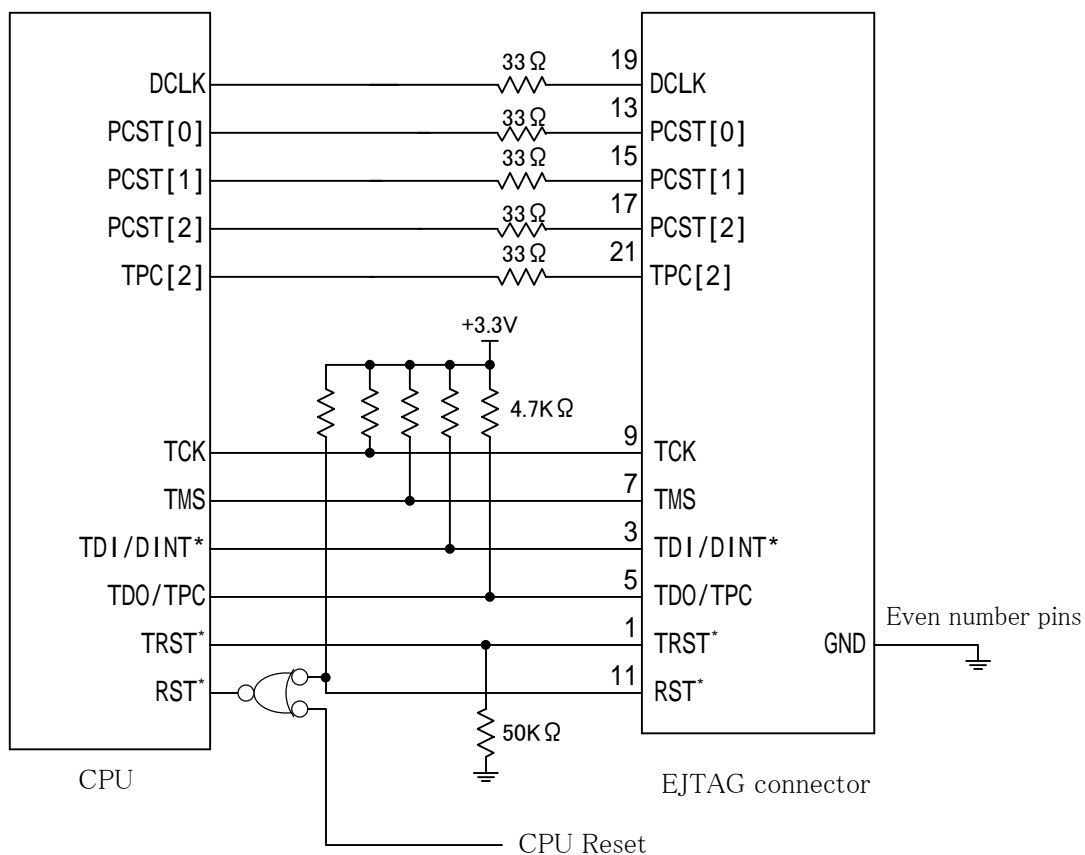 33Ω 19
DCLK DCLK
33Ω 13
PCST[0] PCST[0]
33Ω 15
PCST[1] PCST[1]
33Ω 17
PCST[2] PCST[2]
33Ω 21
TPC[2] TPC[2]
+3.3V
4.7KΩ
9
TCK TCK
7
TMS TMS
3
TDI/DINT* TDI/DINT*
5
TDO/TPC TDO/TPC
Even number pins
1
TRST* TRST* GND
11
RST* RST*
50KΩ
CPU
EJTAG connector
CPU Reset